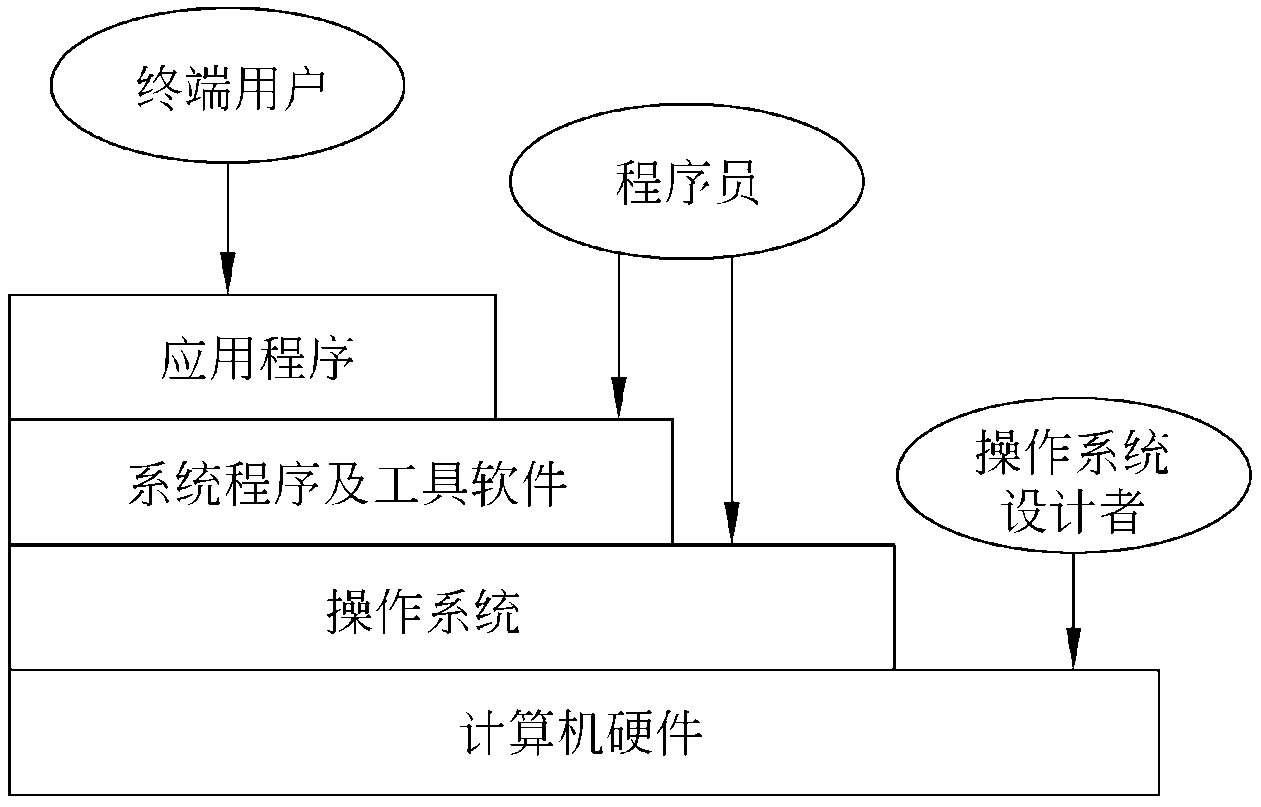 终端用户
程序员
应用程序
操作系统
设计者
系统程序及工具软件
操作系统
计算机硬件